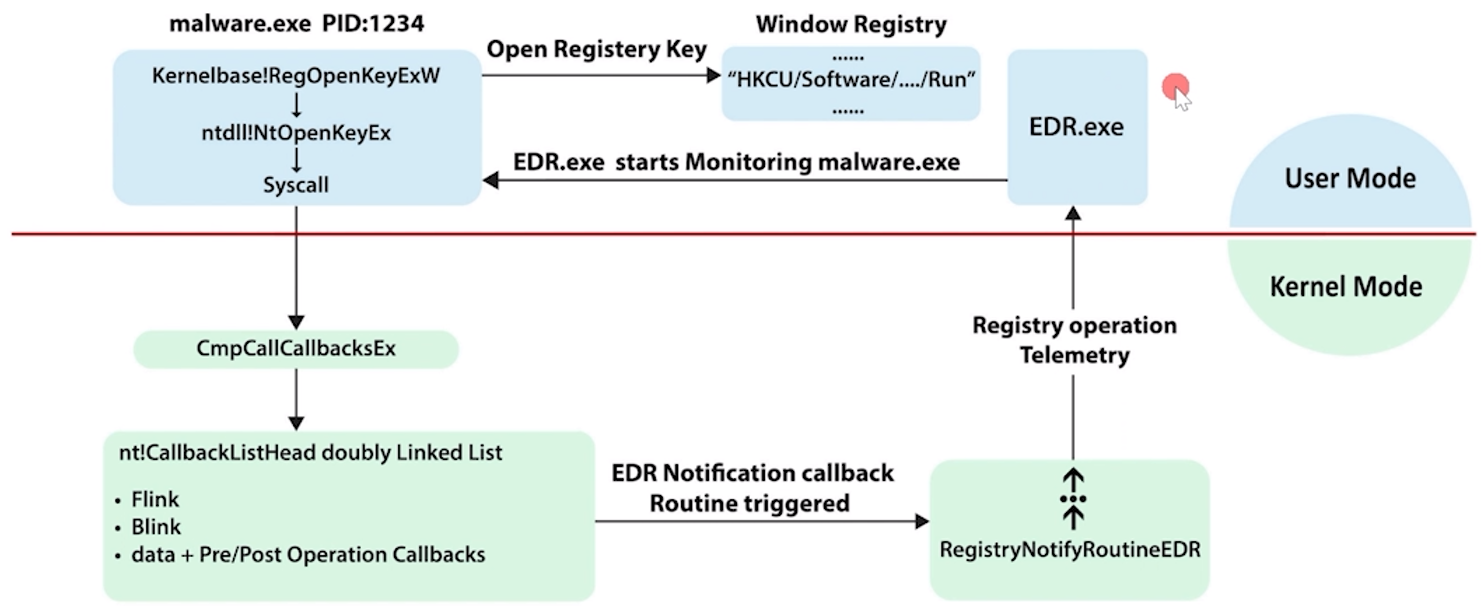 malware.exe PID:1234
Kernelbase!RegOpenKeyExW
ntdll!NtOpenKeyEx
Syscall
Open Registery Key
Window Registry
......
“HKCU/Software/..../Run”
......
EDR.exe
EDR.exe starts Monitoring malware.exe
User Mode
Kernel Mode
CmpCallCallbacksEx
nt!CallbackListHead doubly Linked List
• Flink
• Blink
• data + Pre/Post Operation Callbacks
EDR Notification callback
Routine triggered
Registry operation
Telemetry
RegistryNotifyRoutineEDR